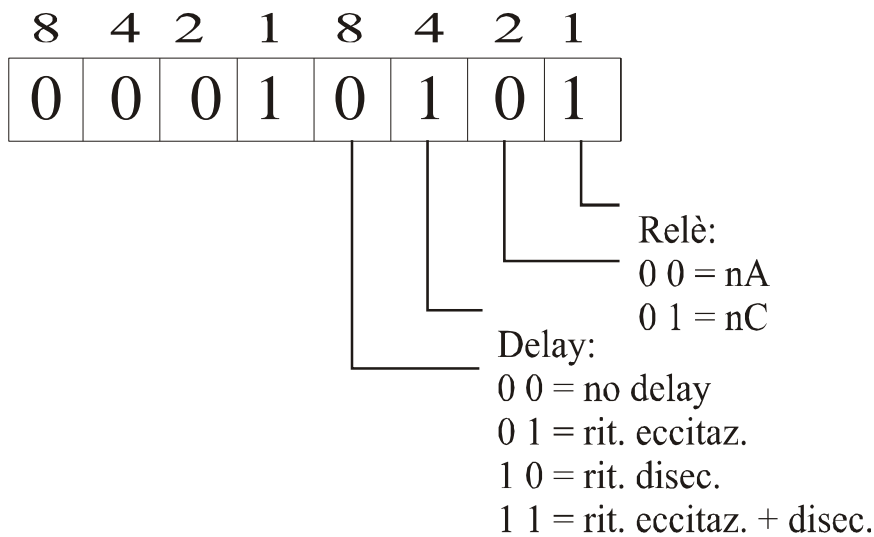 8 4 2 1 8 4 2 1
0 0 0 1 0 1 0 1
Relè:
0 0 = nA
0 1 = nC
Delay:
0 0 = no delay
0 1 = rit. eccitaz.
1 0 = rit. disec.
1 1 = rit. eccitaz. + disec.